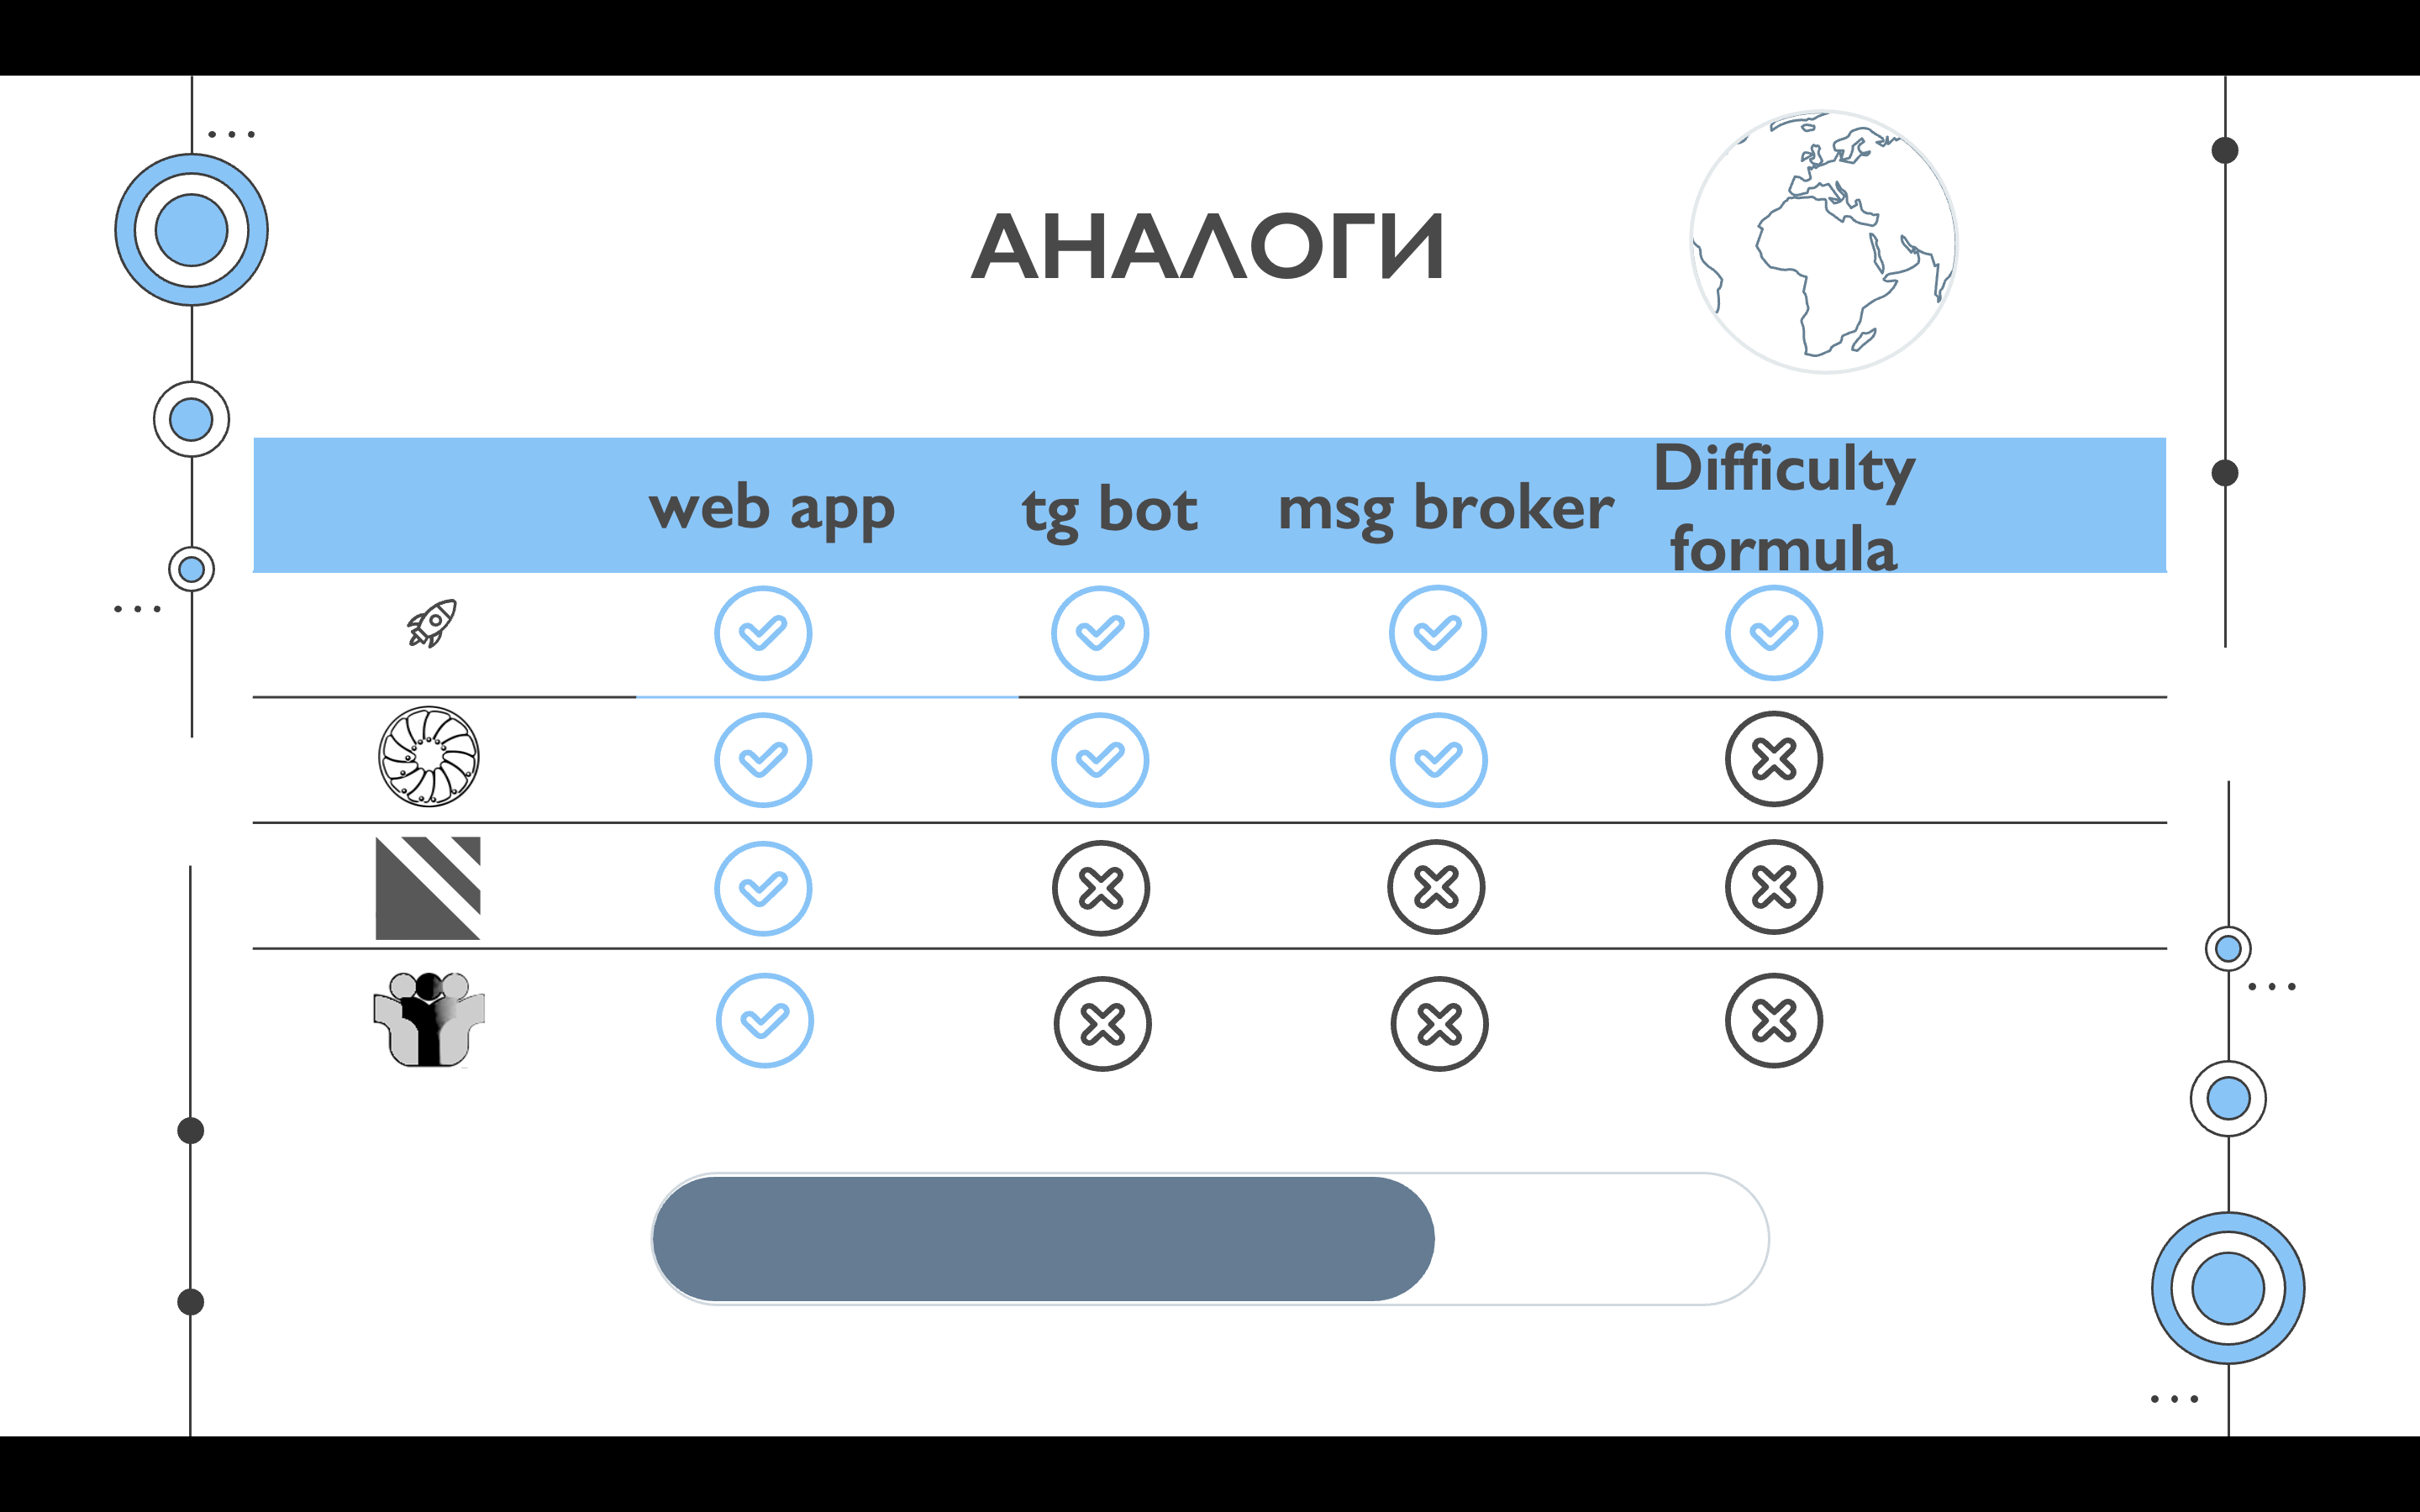 АНАЛОГИ
web app
tg bot
msg broker
Difficulty
formula